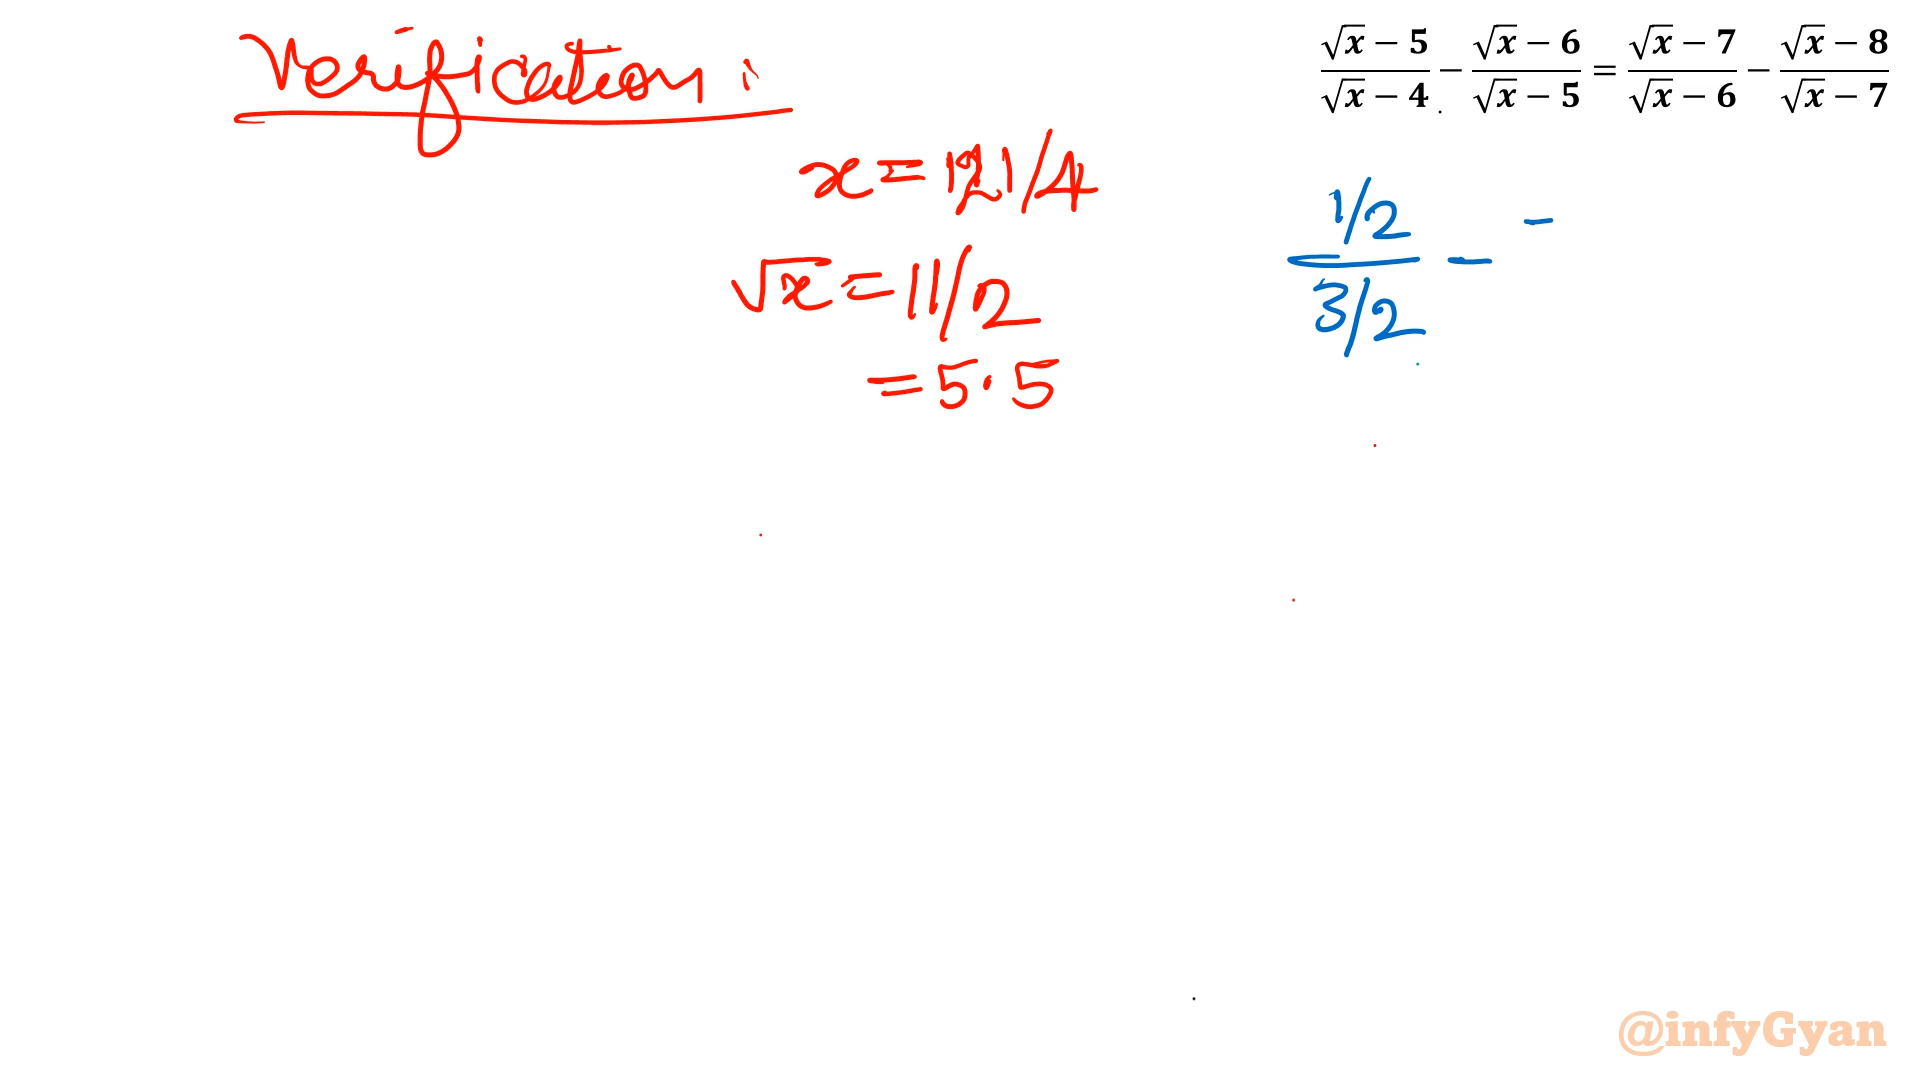 Verification :
√x − 5 / √x − 4 − √x − 6 / √x − 5 = √x − 7 / √x − 6 − √x − 8 / √x − 7
x = 121/4
√x = 11/2
= 5.5
1/2 / 3/2 − −
@infyGyan